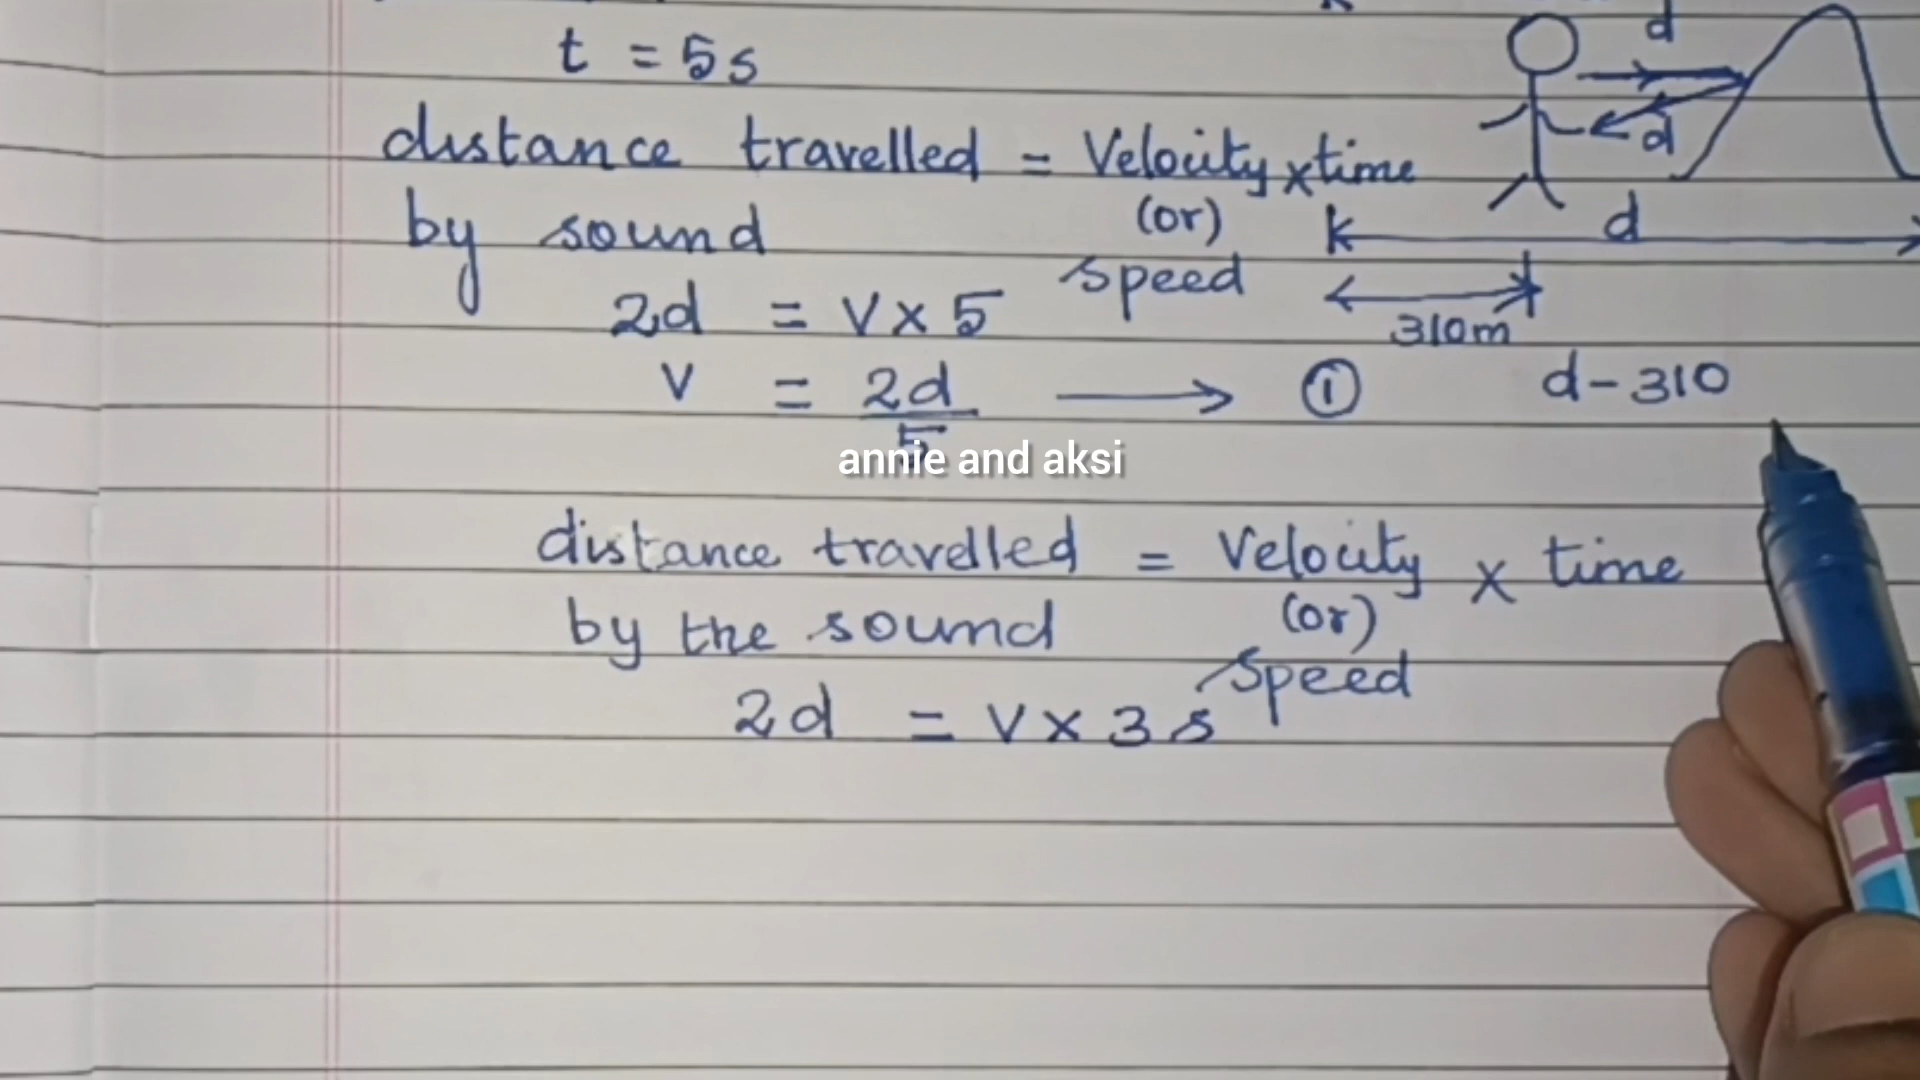 t = 5s
d
distance travelled = Velocity × time
d
by sound (or) d
speed
2d = V × 5
310m
V = 2d/5 → ① d - 310
annie and aksi
distance travelled = Velocity × time
by the sound (or)
speed
2d = V × 3s